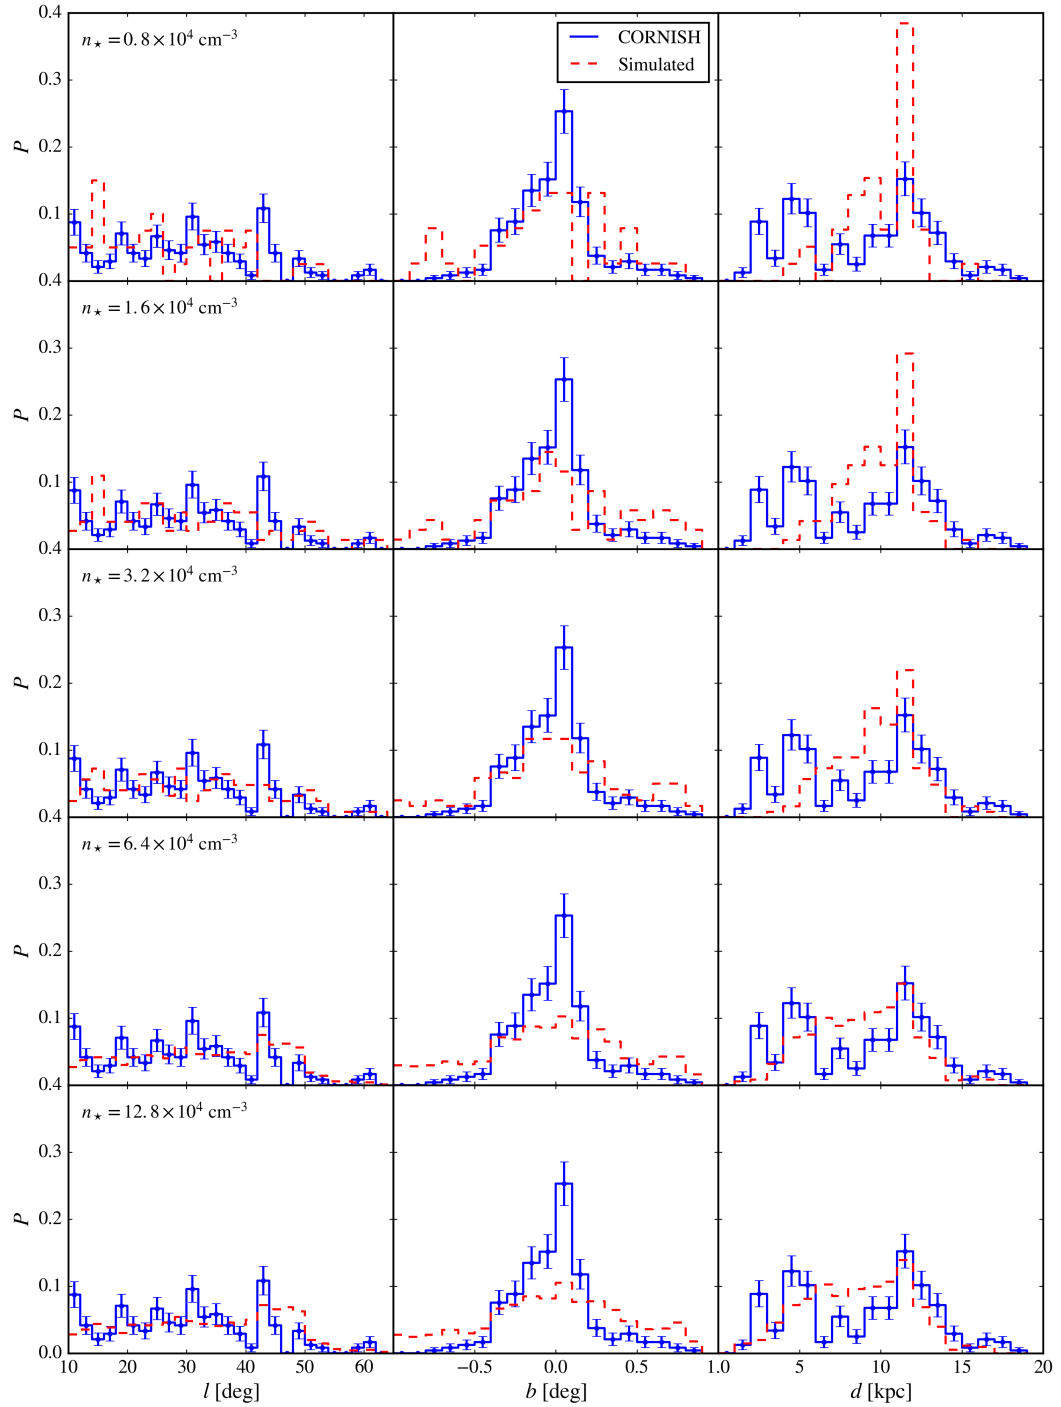 0.4
n⋆ = 0.8 × 10⁴ cm⁻³
CORNISH
Simulated
0.3
P
0.2
0.1
0.4
n⋆ = 1.6 × 10⁴ cm⁻³
0.3
P
0.2
0.1
0.4
n⋆ = 3.2 × 10⁴ cm⁻³
0.3
P
0.2
0.1
0.4
n⋆ = 6.4 × 10⁴ cm⁻³
0.3
P
0.2
0.1
0.4
n⋆ = 12.8 × 10⁴ cm⁻³
0.3
P
0.2
0.1
0.0
10 20 30 40 50 60 −0.5 0.0 0.5 1.0 5 10 15 20
l [deg] b [deg] d [kpc]